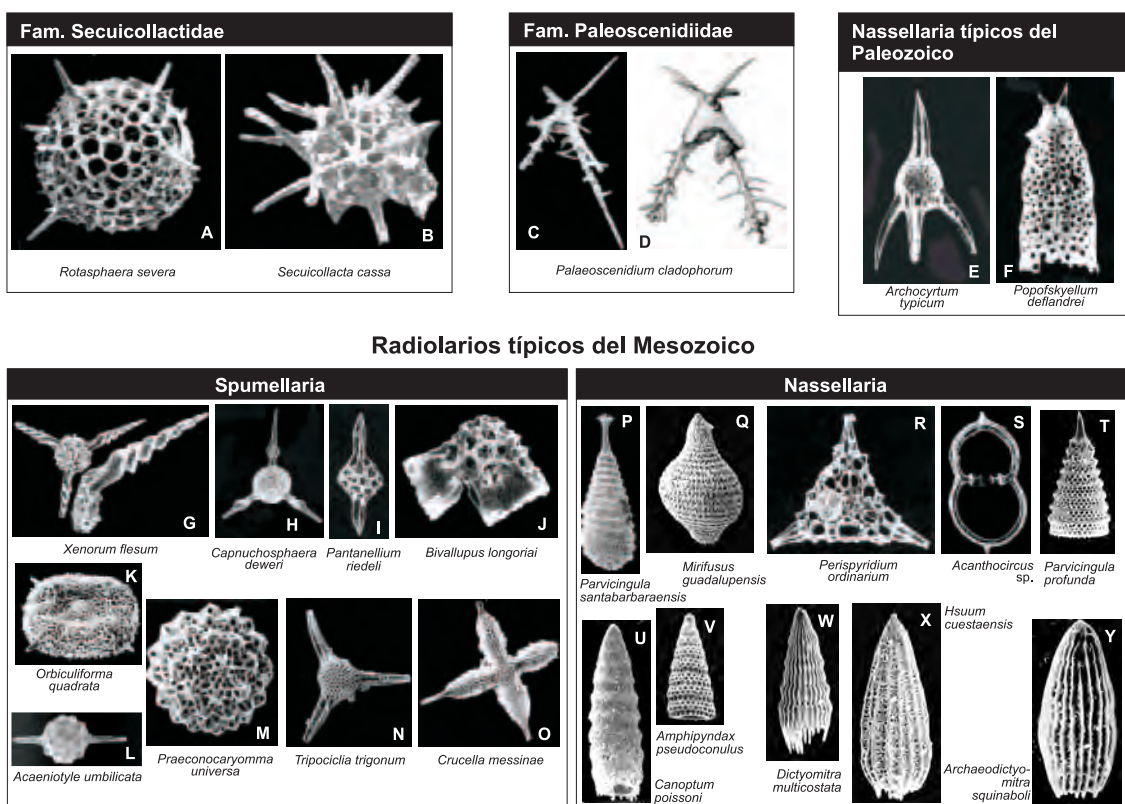 Fam. Secuicollactidae
A
B
Rotasphaera severa
Secuicollacta cassa
Fam. Paleoscenidiidae
C
D
Palaeoscenidium cladophorum
Nassellaria típicos del
Paleozoico
E
F
Archocyrtum
typicum
Popofskyellum
deflandrei
Radiolarios típicos del Mesozoico
Spumellaria
G
H
I
J
Xenorum flesum
Capnuchosphaera
deweri
Pantanellium
riedeli
Bivallupus longoriai
K
Orbiculiforma
quadrata
L
Acaeniotyle umbilicata
M
Praeconocaryomma
universa
N
Tripociclia trigonum
O
Crucella messinae
Nassellaria
P
Q
R
S
T
Parvicingula
santabarbaraensis
Mirifusus
guadalupensis
Perispyridium
ordinarium
Acanthocircus
sp.
Parvicingula
profunda
U
V
W
X
Y
Canoptum
poissoni
Amphipyndax
pseudoconulus
Dictyomitra
multicostata
Hsuum
cuestaensis
Archaeodictyo-
mitra
squinaboli